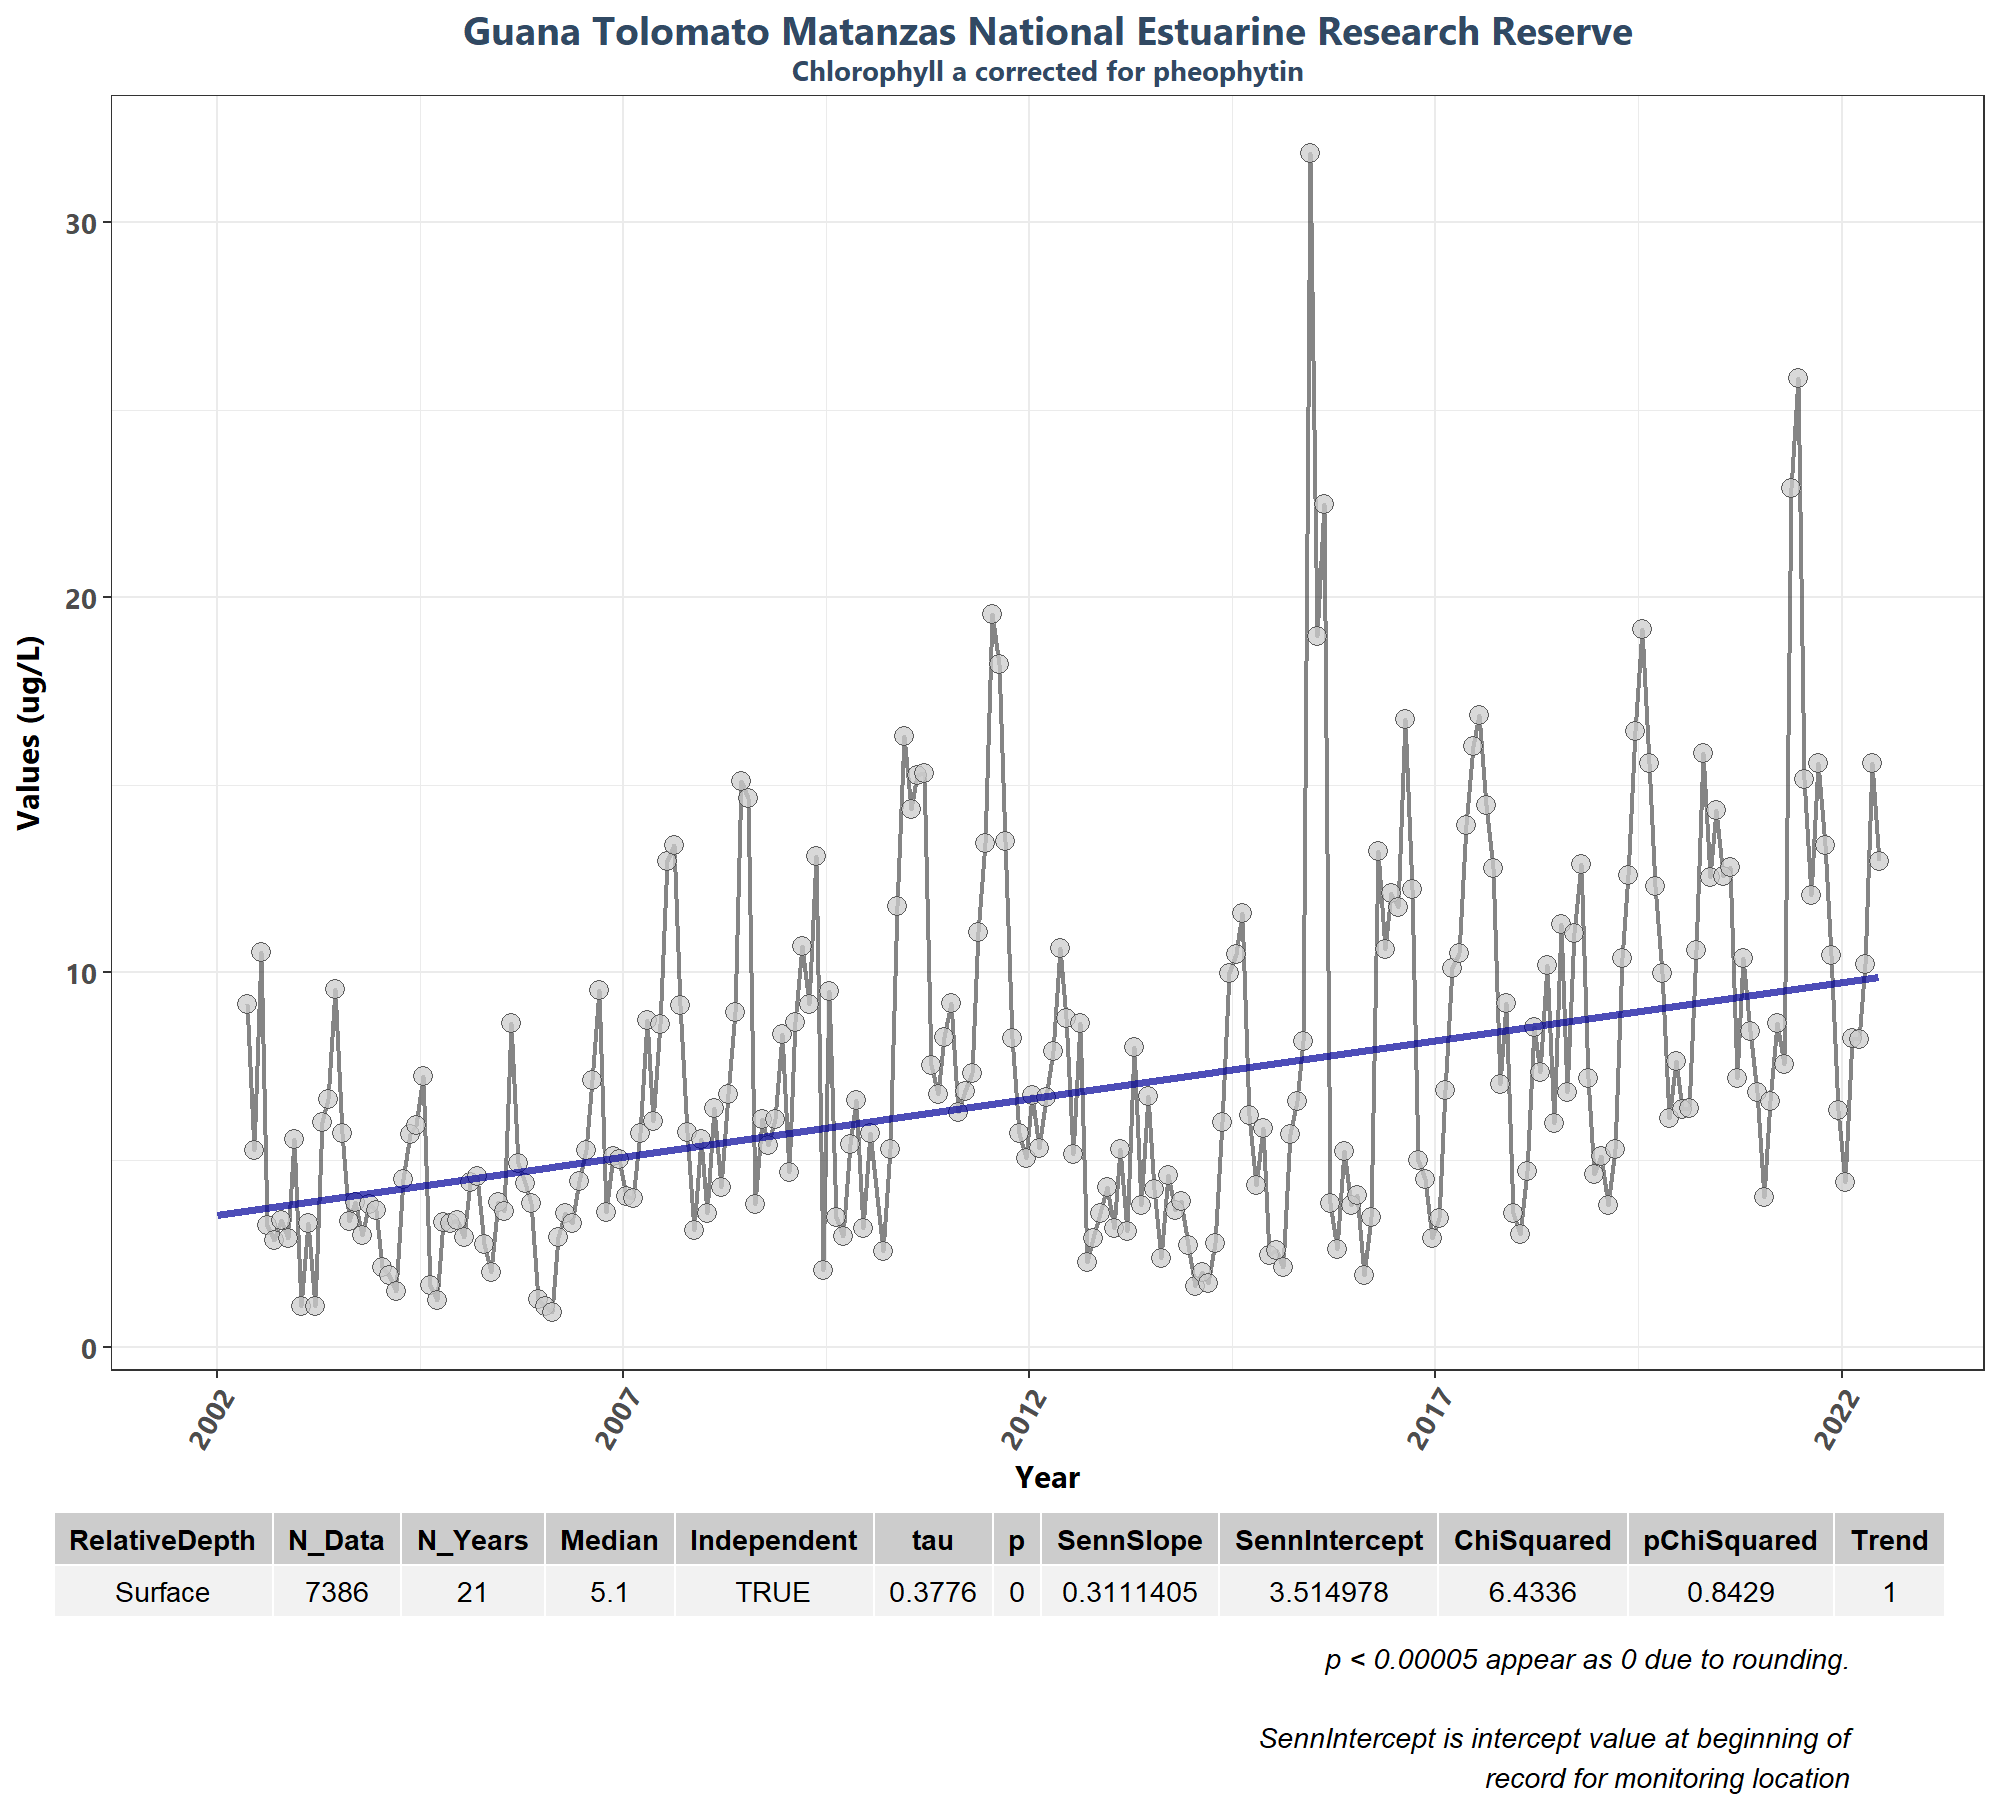 Guana Tolomato Matanzas National Estuarine Research Reserve
Chlorophyll a corrected for pheophytin
Values (ug/L)
30
20
10
0
2002 2007 2012 2017 2022
Year
RelativeDepth N_Data N_Years Median Independent tau p SennSlope SennIntercept ChiSquared pChiSquared Trend
Surface 7386 21 5.1 TRUE 0.3776 0 0.3111405 3.514978 6.4336 0.8429 1
p < 0.00005 appear as 0 due to rounding.
SennIntercept is intercept value at beginning of
record for monitoring location